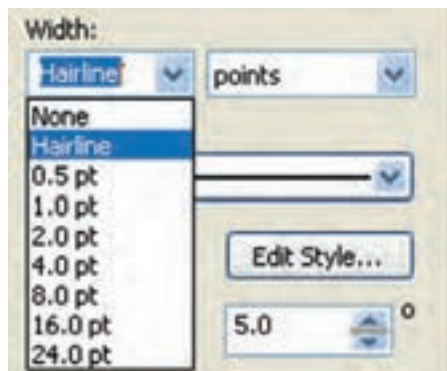 Width:
Hairline points
None
Hairline
0.5 pt
1.0 pt
2.0 pt
4.0 pt
Edit Style...
8.0 pt
16.0 pt
5.0 °
24.0 pt